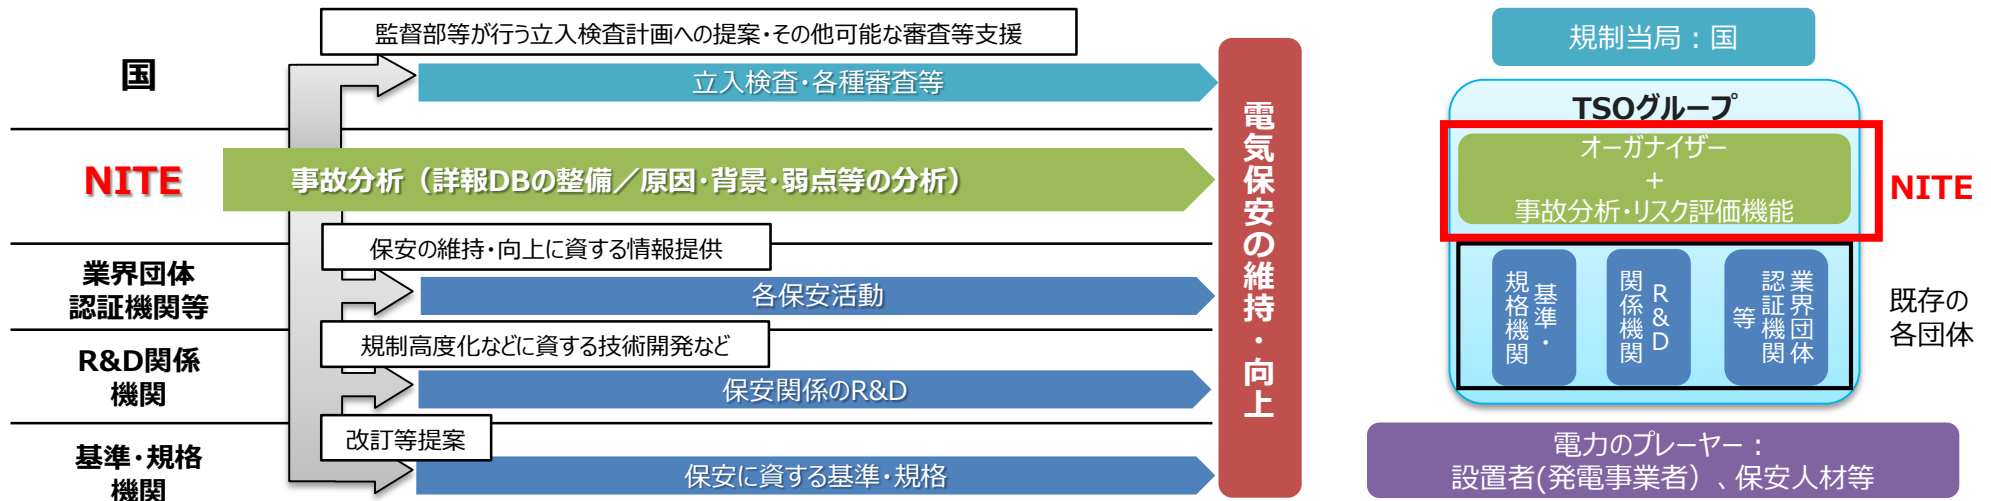 国
監督部等が行う立入検査計画への提案・その他可能な審査等支援
立入検査・各種審査等
NITE
事故分析（詳報DBの整備／原因・背景・弱点等の分析）
業界団体
認証機関等
保安の維持・向上に資する情報提供
各保安活動
R&D関係
機関
規制高度化などに資する技術開発など
保安関係のR&D
基準・規格
機関
改訂等提案
保安に資する基準・規格
電気保安の維持・向上
規制当局：国
TSOグループ
オーガナイザー
+
事故分析・リスク評価機能
NITE
基準・
規格機関
R&D
関係機関
業界団体
認証機関
等
既存の
各団体
電力のプレーヤー：
設置者(発電事業者）、保安人材等